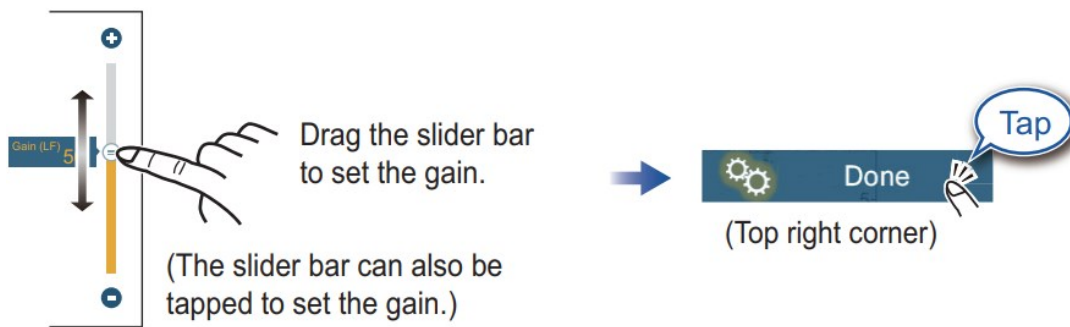 Gain (LF) 5
Drag the slider bar
to set the gain.
(The slider bar can also be
tapped to set the gain.)
Done
Tap
(Top right corner)